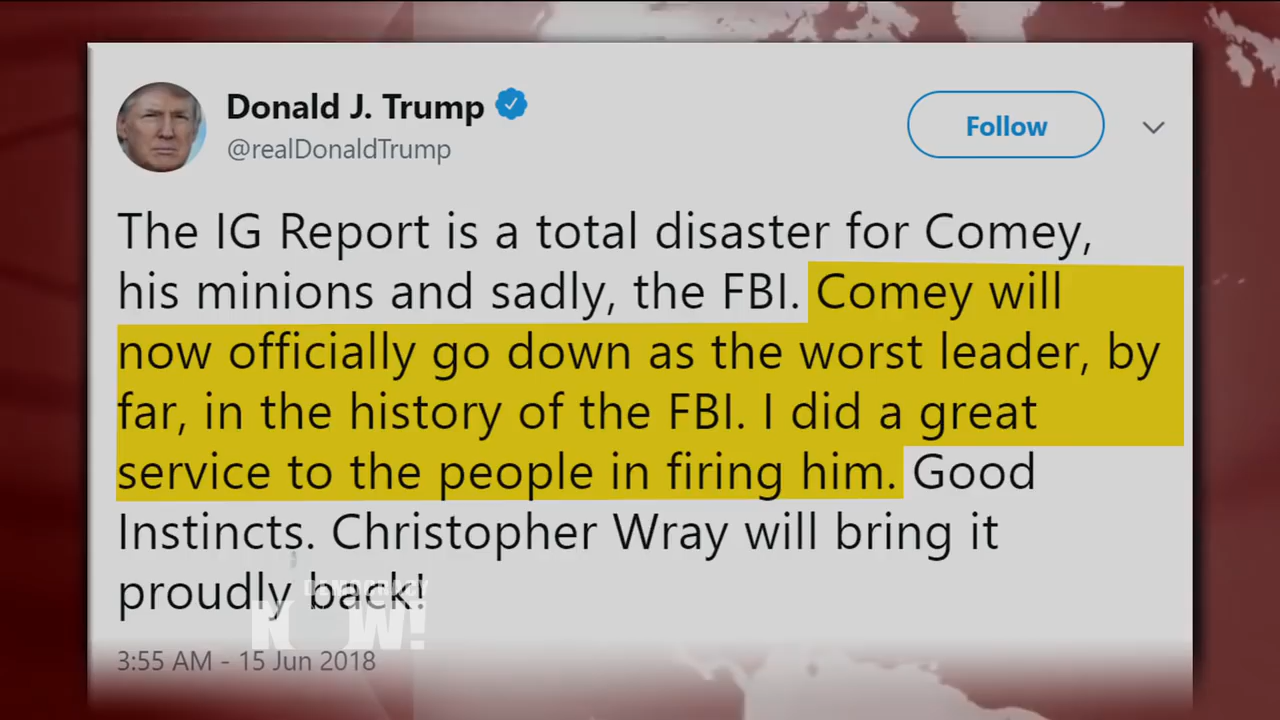 Donald J. Trump
@realDonaldTrump
Follow
The IG Report is a total disaster for Comey,
his minions and sadly, the FBI. Comey will
now officially go down as the worst leader, by
far, in the history of the FBI. I did a great
service to the people in firing him. Good
Instincts. Christopher Wray will bring it
proudly back!
DEMOCRACY
NOW!
3:55 AM - 15 Jun 2018